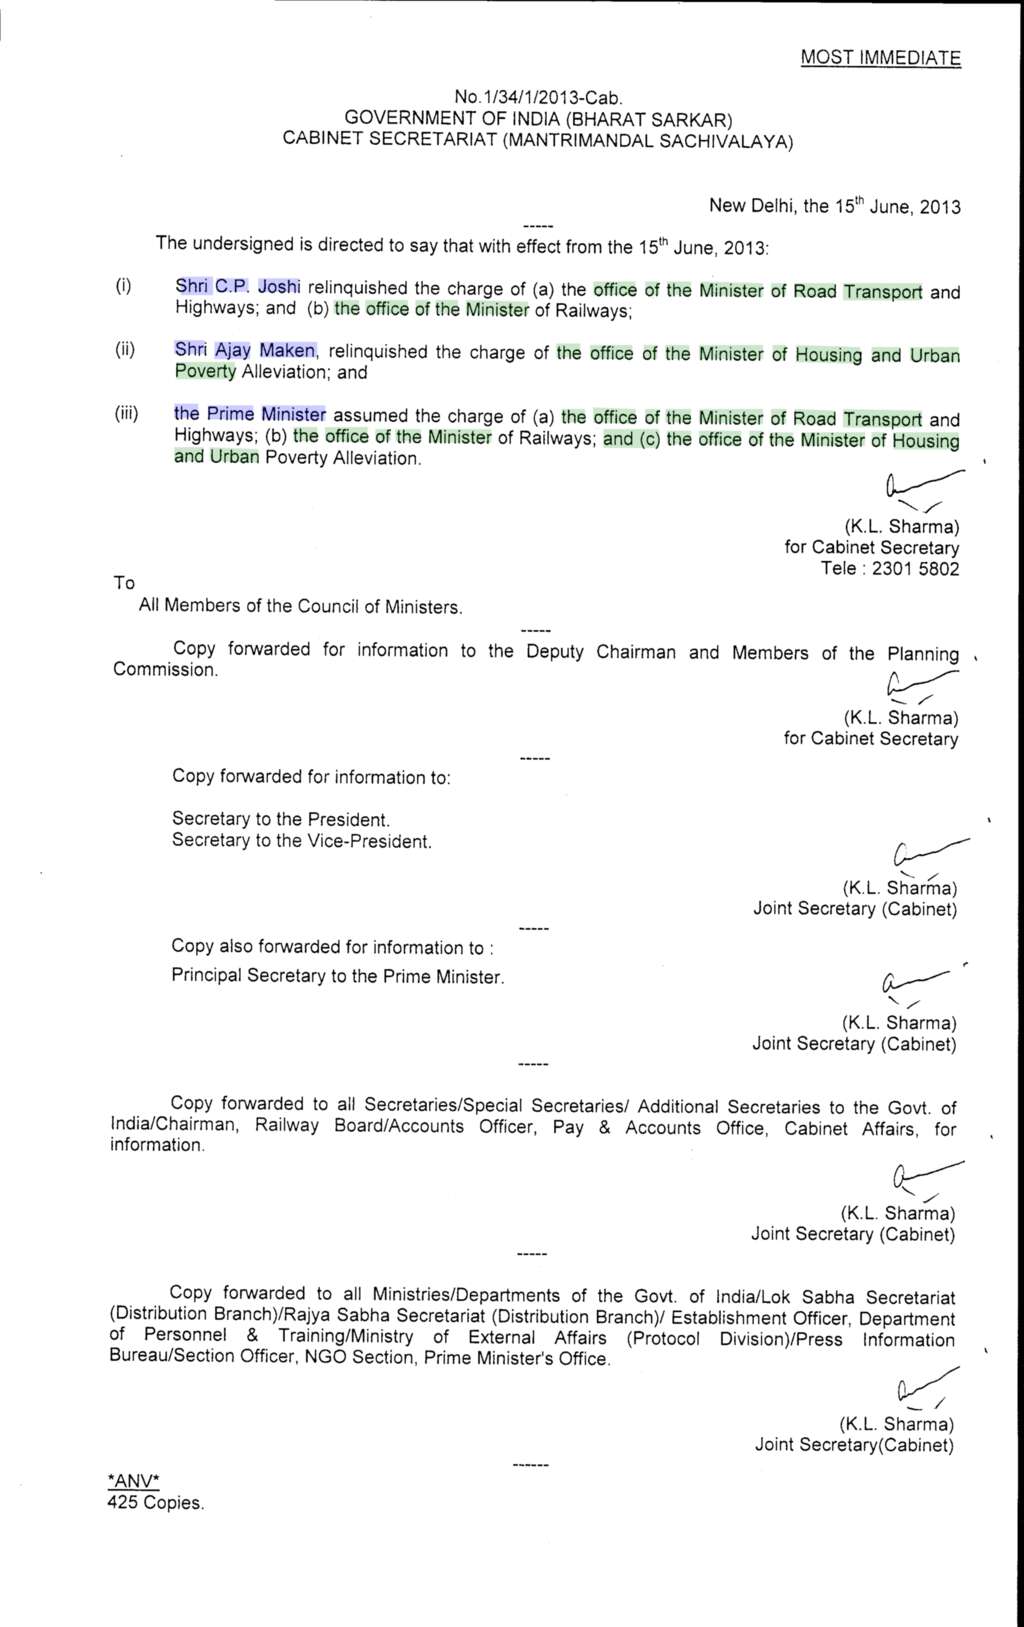 MOST IMMEDIATE
No.1/34/1/2013-Cab.
GOVERNMENT OF INDIA (BHARAT SARKAR)
CABINET SECRETARIAT (MANTRIMANDAL SACHIVALAYA)
New Delhi, the 15th June, 2013
-----
The undersigned is directed to say that with effect from the 15th June, 2013:
(i) Shri C.P. Joshi relinquished the charge of (a) the office of the Minister of Road Transport and
Highways; and (b) the office of the Minister of Railways;
(ii) Shri Ajay Maken, relinquished the charge of the office of the Minister of Housing and Urban
Poverty Alleviation; and
(iii) the Prime Minister assumed the charge of (a) the office of the Minister of Road Transport and
Highways; (b) the office of the Minister of Railways; and (c) the office of the Minister of Housing
and Urban Poverty Alleviation.
(K.L. Sharma)
for Cabinet Secretary
Tele : 2301 5802
To
All Members of the Council of Ministers.
-----
Copy forwarded for information to the Deputy Chairman and Members of the Planning
Commission.
(K.L. Sharma)
for Cabinet Secretary
-----
Copy forwarded for information to:
Secretary to the President.
Secretary to the Vice-President.
(K.L. Sharma)
Joint Secretary (Cabinet)
-----
Copy also forwarded for information to :
Principal Secretary to the Prime Minister.
(K.L. Sharma)
Joint Secretary (Cabinet)
-----
Copy forwarded to all Secretaries/Special Secretaries/ Additional Secretaries to the Govt. of
India/Chairman, Railway Board/Accounts Officer, Pay & Accounts Office, Cabinet Affairs, for
information.
(K.L. Sharma)
Joint Secretary (Cabinet)
-----
Copy forwarded to all Ministries/Departments of the Govt. of India/Lok Sabha Secretariat
(Distribution Branch)/Rajya Sabha Secretariat (Distribution Branch)/ Establishment Officer, Department
of Personnel & Training/Ministry of External Affairs (Protocol Division)/Press Information
Bureau/Section Officer, NGO Section, Prime Minister's Office.
(K.L. Sharma)
Joint Secretary(Cabinet)
------
*ANV*
425 Copies.